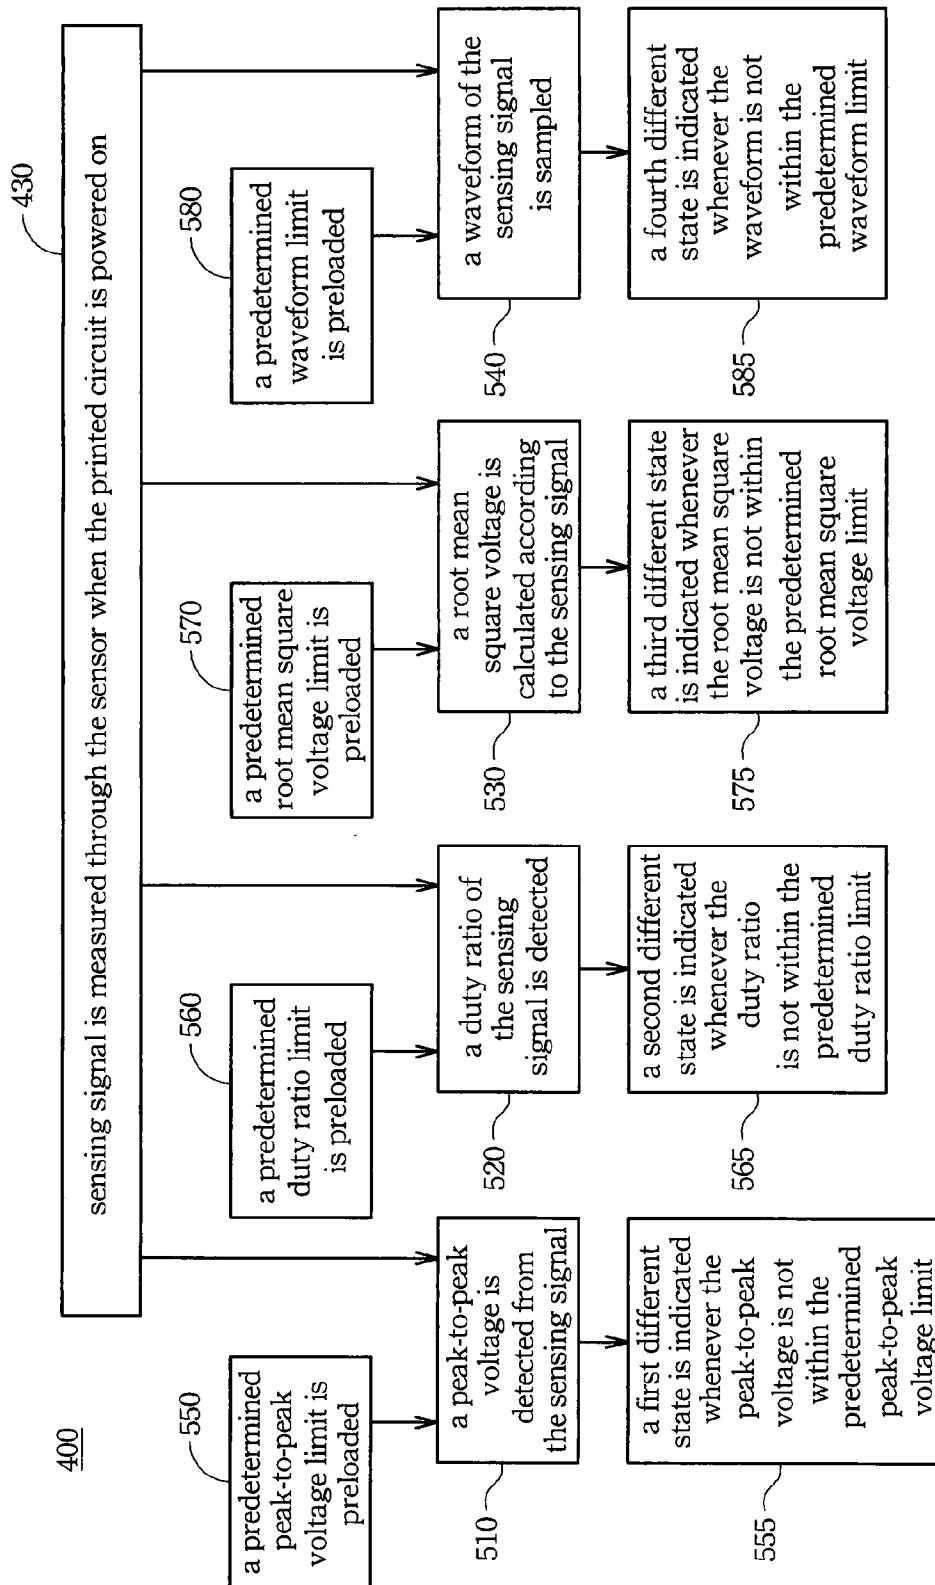 400
430
sensing signal is measured through the sensor when the printed circuit is powered on
550
a predetermined
peak-to-peak
voltage limit is
preloaded
560
a predetermined
duty ratio limit
is preloaded
570
a predetermined
root mean square
voltage limit is
preloaded
580
a predetermined
waveform limit
is preloaded
a peak-to-peak
voltage is
detected from
the sensing signal
510
a duty ratio of
the sensing
signal is detected
520
a root mean
square voltage is
calculated according
to the sensing signal
530
a waveform of the
sensing signal
is sampled
540
a first different
state is indicated
whenever the
peak-to-peak
voltage is not
within the
predetermined
peak-to-peak
voltage limit
555
a second different
state is indicated
whenever the
duty ratio
is not within the
predetermined
duty ratio limit
565
a third different state
is indicated whenever
the root mean square
voltage is not within
the predetermined
root mean square
voltage limit
575
a fourth different
state is indicated
whenever the
waveform is not
within the
predetermined
waveform limit
585